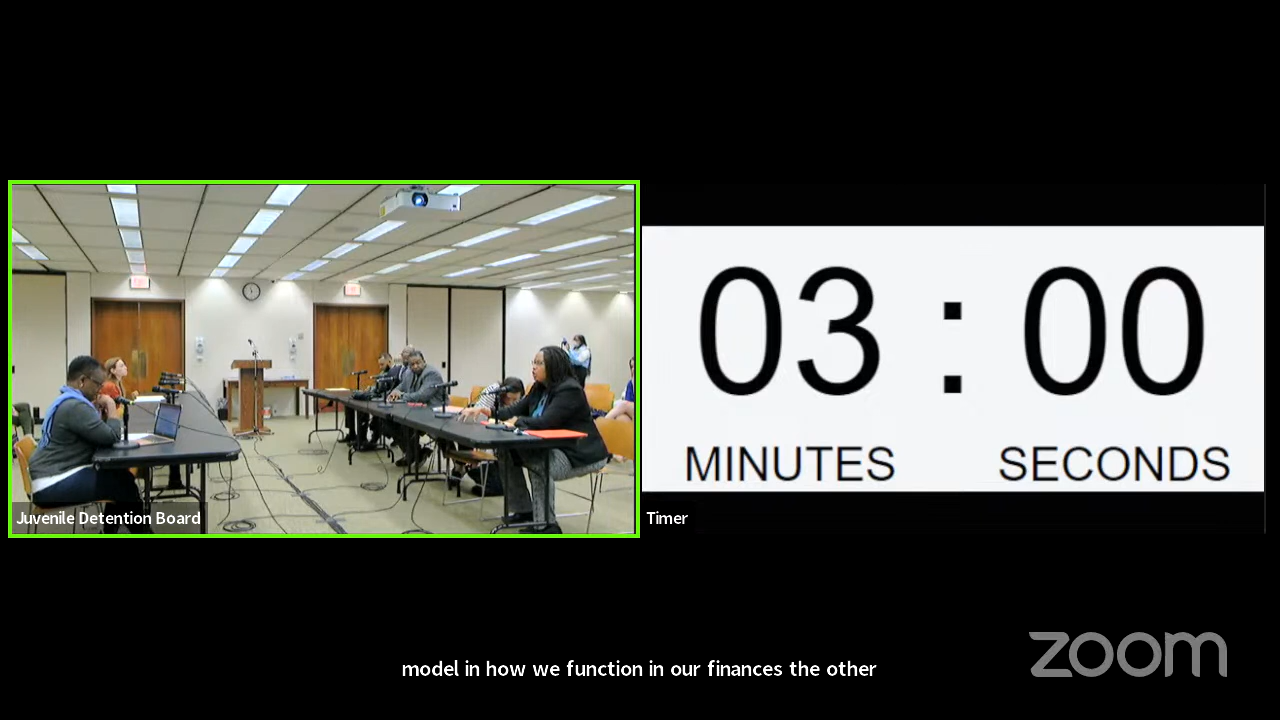 03 : 00
MINUTES SECONDS
Juvenile Detention Board
Timer
model in how we function in our finances the other
zoom